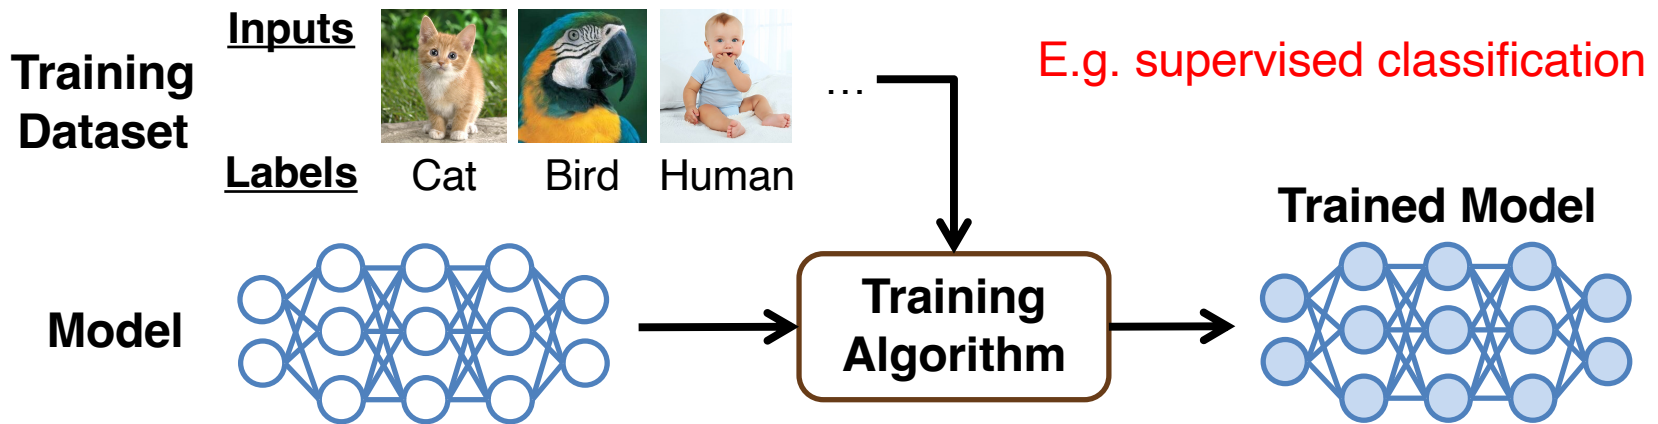 Inputs
Training
Dataset
...
E.g. supervised classification
Labels Cat Bird Human
Trained Model
Model
Training
Algorithm